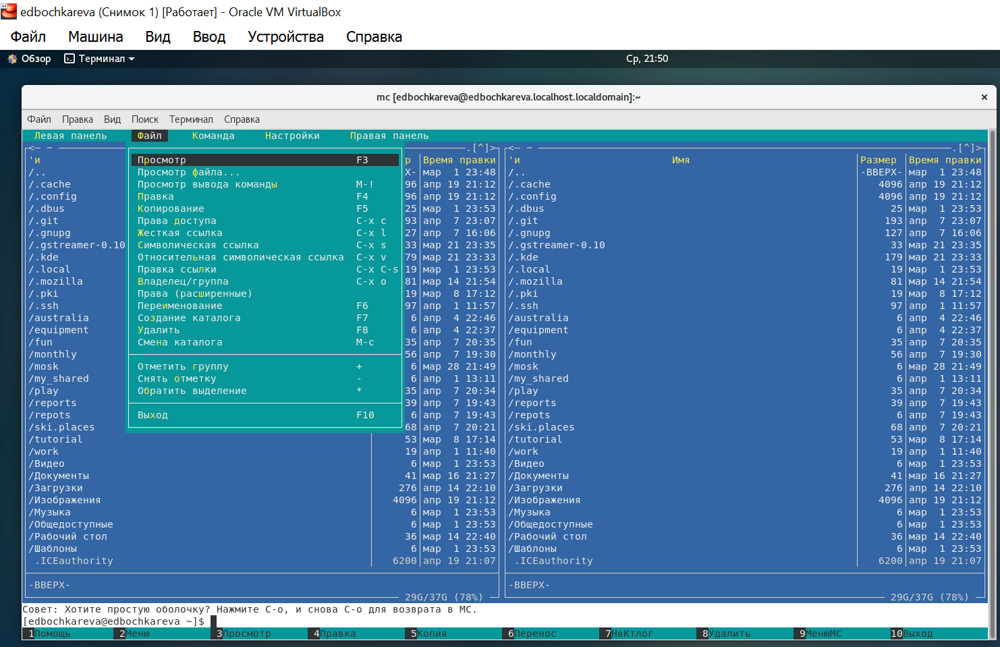 edbochkareva (Снимок 1) [Работает] - Oracle VM VirtualBox
Файл Машина Вид Ввод Устройства Справка
Обзор Терминал Ср, 21:50
mc [edbochkareva@edbochkareva.localhost.localdomain]:~ ×
Файл Правка Вид Поиск Терминал Справка
Левая панель Файл Команда Настройки Правая панель
<— ~ .[^]> <— ~ .[^]>
'и Просмотр F3 р Время правки 'и Имя Размер Время правки
/.. Просмотр файла... Х- мар 1 23:48 /.. -ВВЕРХ- мар 1 23:48
/.cache Просмотр вывода команды M-! 96 апр 19 21:12 /.cache 4096 апр 19 21:12
/.config Правка F4 96 апр 19 21:12 /.config 4096 апр 19 21:12
/.dbus Копирование F5 25 мар 1 23:53 /.dbus 25 мар 1 23:53
/.git Права доступа C-x c 93 апр 7 23:07 /.git 193 апр 7 23:07
/.gnupg Жесткая ссылка C-x l 27 апр 7 16:06 /.gnupg 127 апр 7 16:06
/.gstreamer-0.10 Символическая ссылка C-x s 33 мар 21 23:35 /.gstreamer-0.10 33 мар 21 23:35
/.kde Относительная символическая ссылка C-x v 79 мар 21 23:33 /.kde 179 мар 21 23:33
/.local Правка ссылки C-x C-s 19 мар 1 23:53 /.local 19 мар 1 23:53
/.mozilla Владелец/группа C-x o 81 мар 14 21:54 /.mozilla 81 мар 14 21:54
/.pki Права (расширенные) 19 мар 8 17:12 /.pki 19 мар 8 17:12
/.ssh Переименование F6 97 апр 1 11:57 /.ssh 97 апр 1 11:57
/australia Создание каталога F7 6 апр 4 22:46 /australia 6 апр 4 22:46
/equipment Удалить F8 6 апр 4 22:37 /equipment 6 апр 4 22:37
/fun Смена каталога M-c 35 апр 7 20:35 /fun 35 апр 7 20:35
/monthly 56 апр 7 19:30 /monthly 56 апр 7 19:30
/mosk Отметить группу + 6 мар 28 21:49 /mosk 6 мар 28 21:49
/my_shared Снять отметку - 6 апр 1 13:11 /my_shared 6 апр 1 13:11
/play Обратить выделение * 35 апр 7 20:34 /play 35 апр 7 20:34
/reports 39 апр 7 19:43 /reports 39 апр 7 19:43
/repots Выход F10 6 апр 7 19:43 /repots 6 апр 7 19:43
/ski.places 68 апр 7 20:21 /ski.places 68 апр 7 20:21
/tutorial 53 мар 8 17:14 /tutorial 53 мар 8 17:14
/work 19 апр 1 11:40 /work 19 апр 1 11:40
/Видео 6 мар 1 23:53 /Видео 6 мар 1 23:53
/Документы 41 мар 16 21:27 /Документы 41 мар 16 21:27
/Загрузки 276 апр 14 22:10 /Загрузки 276 апр 14 22:10
/Изображения 4096 апр 19 21:12 /Изображения 4096 апр 19 21:12
/Музыка 6 мар 1 23:53 /Музыка 6 мар 1 23:53
/Общедоступные 6 мар 1 23:53 /Общедоступные 6 мар 1 23:53
/Рабочий стол 36 мар 14 22:40 /Рабочий стол 36 мар 14 22:40
/Шаблоны 6 мар 1 23:53 /Шаблоны 6 мар 1 23:53
.ICEauthority 6200 апр 19 21:07 .ICEauthority 6200 апр 19 21:07
-ВВЕРХ- -ВВЕРХ-
29G/37G (78%) 29G/37G (78%)
Совет: Хотите простую оболочку? Нажмите C-o, и снова C-o для возврата в MC.
[edbochkareva@edbochkareva ~]$
1Помощь 2Меню 3Просмотр 4Правка 5Копия 6Перенос 7НвКтлог 8Удалить 9МенюMC 10Выход